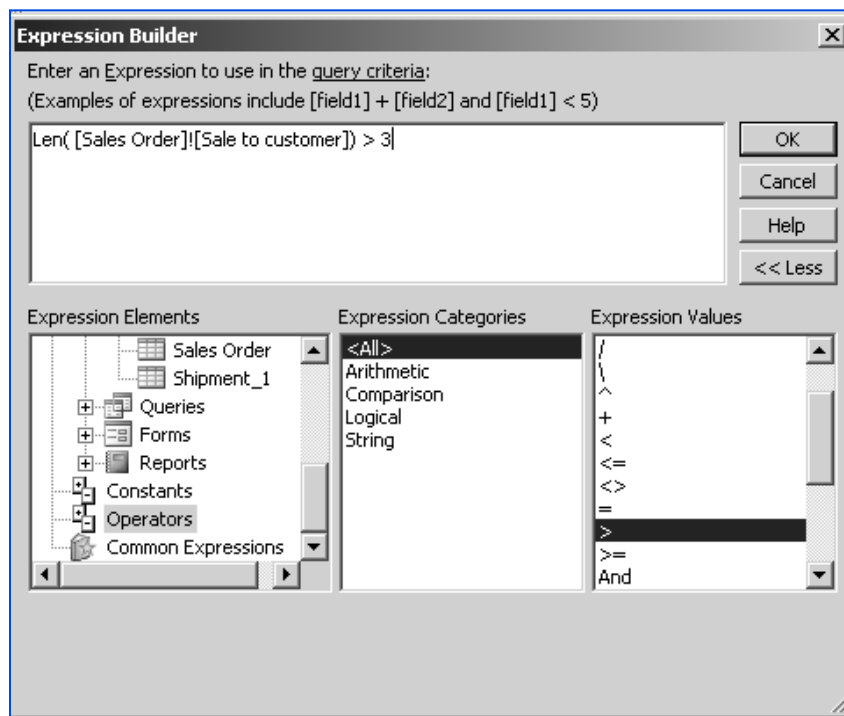 Expression Builder
Enter an Expression to use in the query criteria:
(Examples of expressions include [field1] + [field2] and [field1] < 5)
Len( [Sales Order]![Sale to customer]) > 3
OK
Cancel
Help
<< Less
Expression Elements
Sales Order
Shipment_1
Queries
Forms
Reports
Constants
Operators
Common Expressions
Expression Categories
<All>
Arithmetic
Comparison
Logical
String
Expression Values
/
\
^
+
<
<=
<>
=
>
>=
And